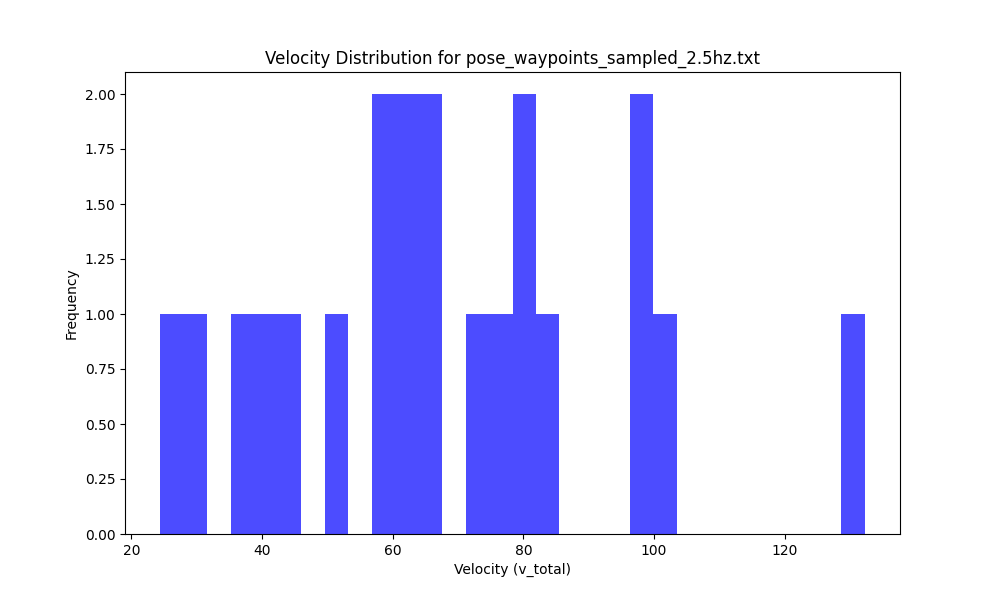 Velocity Distribution for pose_waypoints_sampled_2.5hz.txt
2.00
1.75
1.50
1.25
1.00
0.75
0.50
0.25
0.00
Frequency
20 40 60 80 100 120
Velocity (v_total)